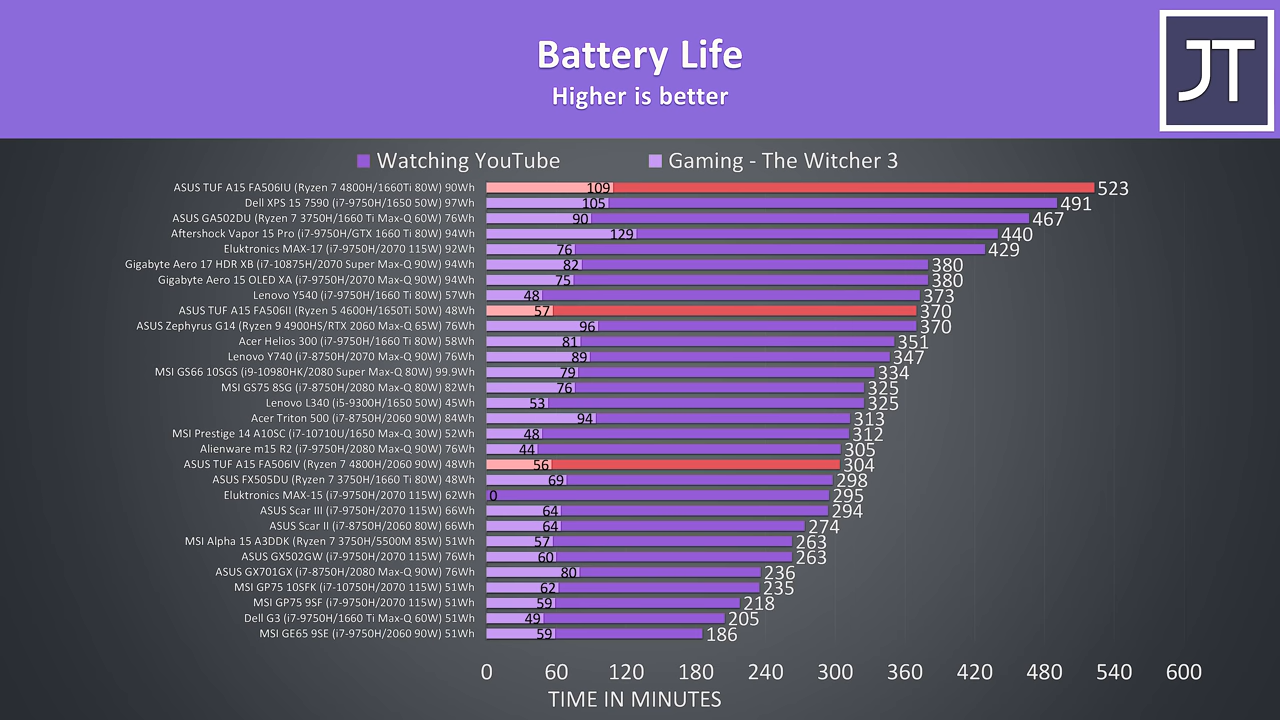 Battery Life
Higher is better
JT
Watching YouTube Gaming - The Witcher 3
ASUS TUF A15 FA506IU (Ryzen 7 4800H/1660Ti 80W) 90Wh 109 523
Dell XPS 15 7590 (i7-9750H/1650 50W) 97Wh 105 491
ASUS GA502DU (Ryzen 7 3750H/1660 Ti Max-Q 60W) 76Wh 90 467
Aftershock Vapor 15 Pro (i7-9750H/GTX 1660 Ti 80W) 94Wh 129 440
Eluktronics MAX-17 (i7-9750H/2070 115W) 92Wh 76 429
Gigabyte Aero 17 HDR XB (i7-10875H/2070 Super Max-Q 90W) 94Wh 82 380
Gigabyte Aero 15 OLED XA (i7-9750H/2070 Max-Q 90W) 94Wh 75 380
Lenovo Y540 (i7-9750H/1660 Ti 80W) 57Wh 48 373
ASUS TUF A15 FA506II (Ryzen 5 4600H/1650Ti 50W) 48Wh 57 370
ASUS Zephyrus G14 (Ryzen 9 4900HS/RTX 2060 Max-Q 65W) 76Wh 96 370
Acer Helios 300 (i7-9750H/1660 Ti 80W) 58Wh 81 351
Lenovo Y740 (i7-8750H/2070 Max-Q 90W) 76Wh 89 347
MSI GS66 10SGS (i9-10980HK/2080 Super Max-Q 80W) 99.9Wh 79 334
MSI GS75 8SG (i7-8750H/2080 Max-Q 80W) 82Wh 76 325
Lenovo L340 (i5-9300H/1650 50W) 45Wh 53 325
Acer Triton 500 (i7-8750H/2060 90W) 84Wh 94 313
MSI Prestige 14 A10SC (i7-10710U/1650 Max-Q 30W) 52Wh 48 312
Alienware m15 R2 (i7-9750H/2080 Max-Q 90W) 76Wh 44 305
ASUS TUF A15 FA506IV (Ryzen 7 4800H/2060 90W) 48Wh 56 304
ASUS FX505DU (Ryzen 7 3750H/1660 Ti 80W) 48Wh 69 298
Eluktronics MAX-15 (i7-9750H/2070 115W) 62Wh 0 295
ASUS Scar III (i7-9750H/2070 115W) 66Wh 64 294
ASUS Scar II (i7-8750H/2060 80W) 66Wh 64 274
MSI Alpha 15 A3DDK (Ryzen 7 3750H/5500M 85W) 51Wh 57 263
ASUS GX502GW (i7-9750H/2070 115W) 76Wh 60 263
ASUS GX701GX (i7-8750H/2080 Max-Q 90W) 76Wh 80 236
MSI GP75 10SFK (i7-10750H/2070 115W) 51Wh 62 235
MSI GP75 9SF (i7-9750H/2070 115W) 51Wh 59 218
Dell G3 (i7-9750H/1660 Ti Max-Q 60W) 51Wh 49 205
MSI GE65 9SE (i7-9750H/2060 90W) 51Wh 59 186
0 60 120 180 240 300 360 420 480 540 600
TIME IN MINUTES